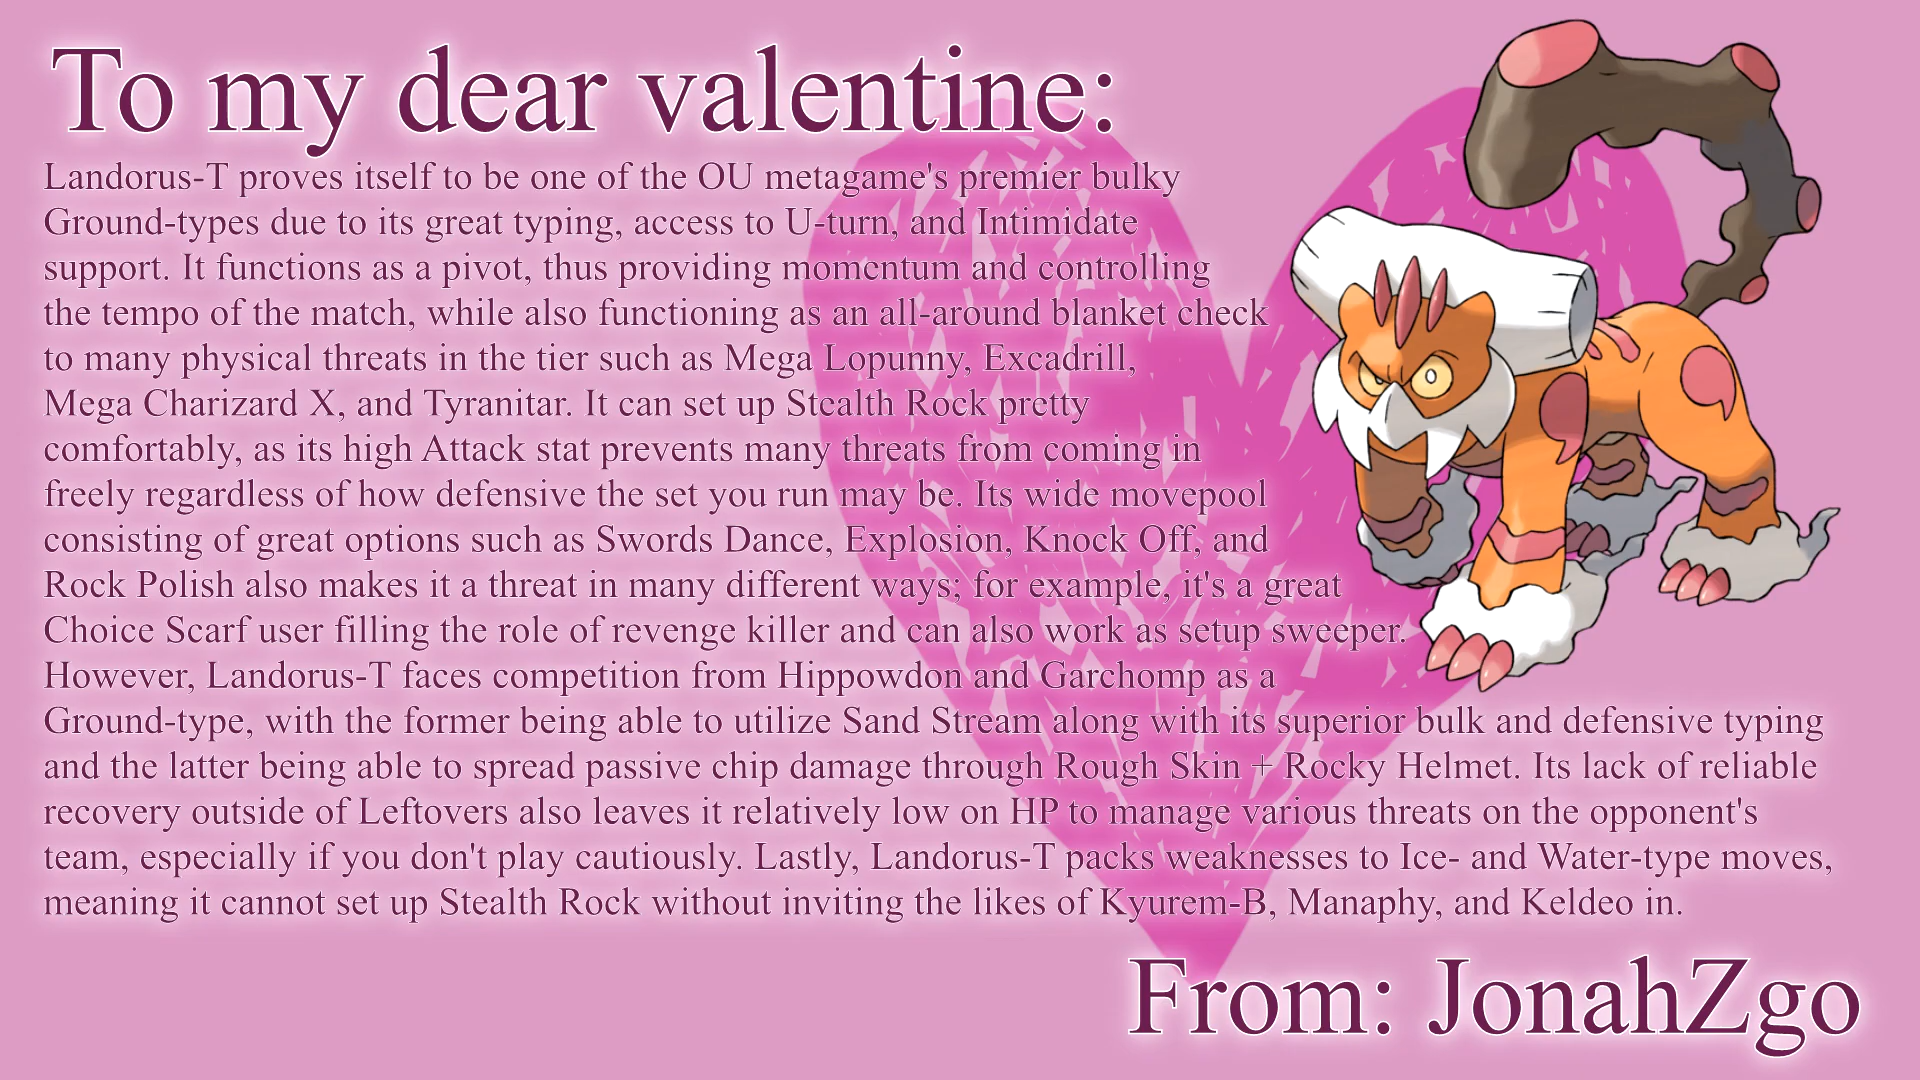 To my dear valentine:
Landorus-T proves itself to be one of the OU metagame's premier bulky
Ground-types due to its great typing, access to U-turn, and Intimidate
support. It functions as a pivot, thus providing momentum and controlling
the tempo of the match, while also functioning as an all-around blanket check
to many physical threats in the tier such as Mega Lopunny, Excadrill,
Mega Charizard X, and Tyranitar. It can set up Stealth Rock pretty
comfortably, as its high Attack stat prevents many threats from coming in
freely regardless of how defensive the set you run may be. Its wide movepool
consisting of great options such as Swords Dance, Explosion, Knock Off, and
Rock Polish also makes it a threat in many different ways; for example, it's a great
Choice Scarf user filling the role of revenge killer and can also work as setup sweeper.
However, Landorus-T faces competition from Hippowdon and Garchomp as a
Ground-type, with the former being able to utilize Sand Stream along with its superior bulk and defensive typing
and the latter being able to spread passive chip damage through Rough Skin + Rocky Helmet. Its lack of reliable
recovery outside of Leftovers also leaves it relatively low on HP to manage various threats on the opponent's
team, especially if you don't play cautiously. Lastly, Landorus-T packs weaknesses to Ice- and Water-type moves,
meaning it cannot set up Stealth Rock without inviting the likes of Kyurem-B, Manaphy, and Keldeo in.
From: JonahZgo